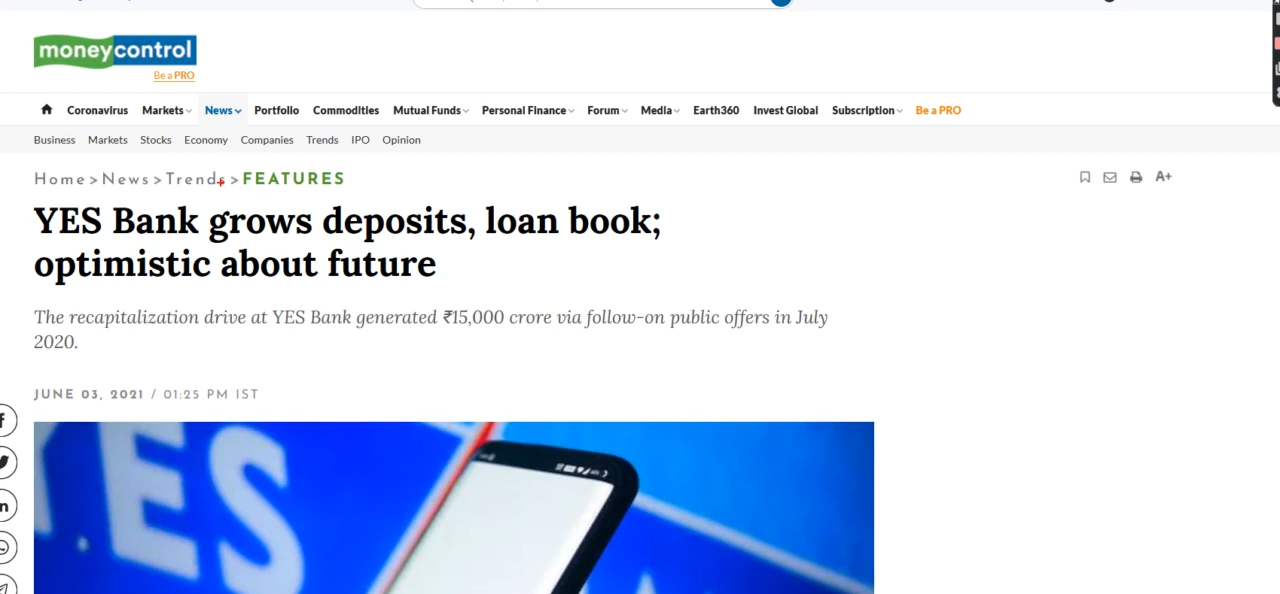 moneycontrol
Be a PRO
Coronavirus Markets News Portfolio Commodities Mutual Funds Personal Finance Forum Media Earth360 Invest Global Subscription Be a PRO
Business Markets Stocks Economy Companies Trends IPO Opinion
Home > News > Trends > FEATURES
A+
YES Bank grows deposits, loan book;
optimistic about future
The recapitalization drive at YES Bank generated ₹15,000 crore via follow-on public offers in July
2020.
JUNE 03, 2021 / 01:25 PM IST
YES